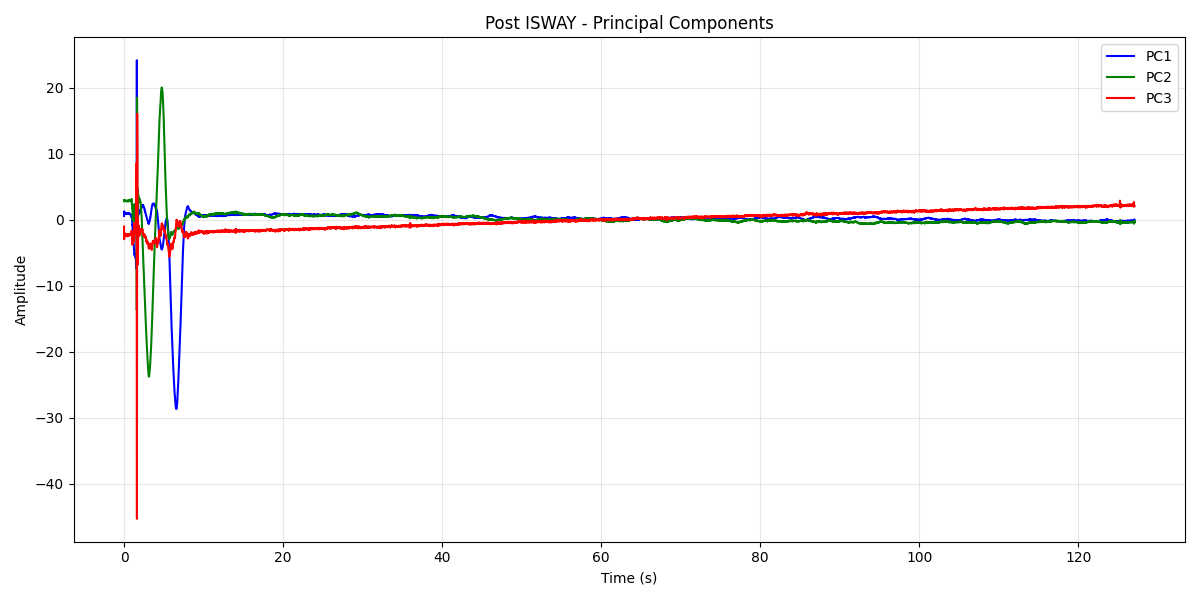 Post ISWAY - Principal Components
PC1
PC2
PC3
Amplitude
20
10
0
−10
−20
−30
−40
0 20 40 60 80 100 120
Time (s)